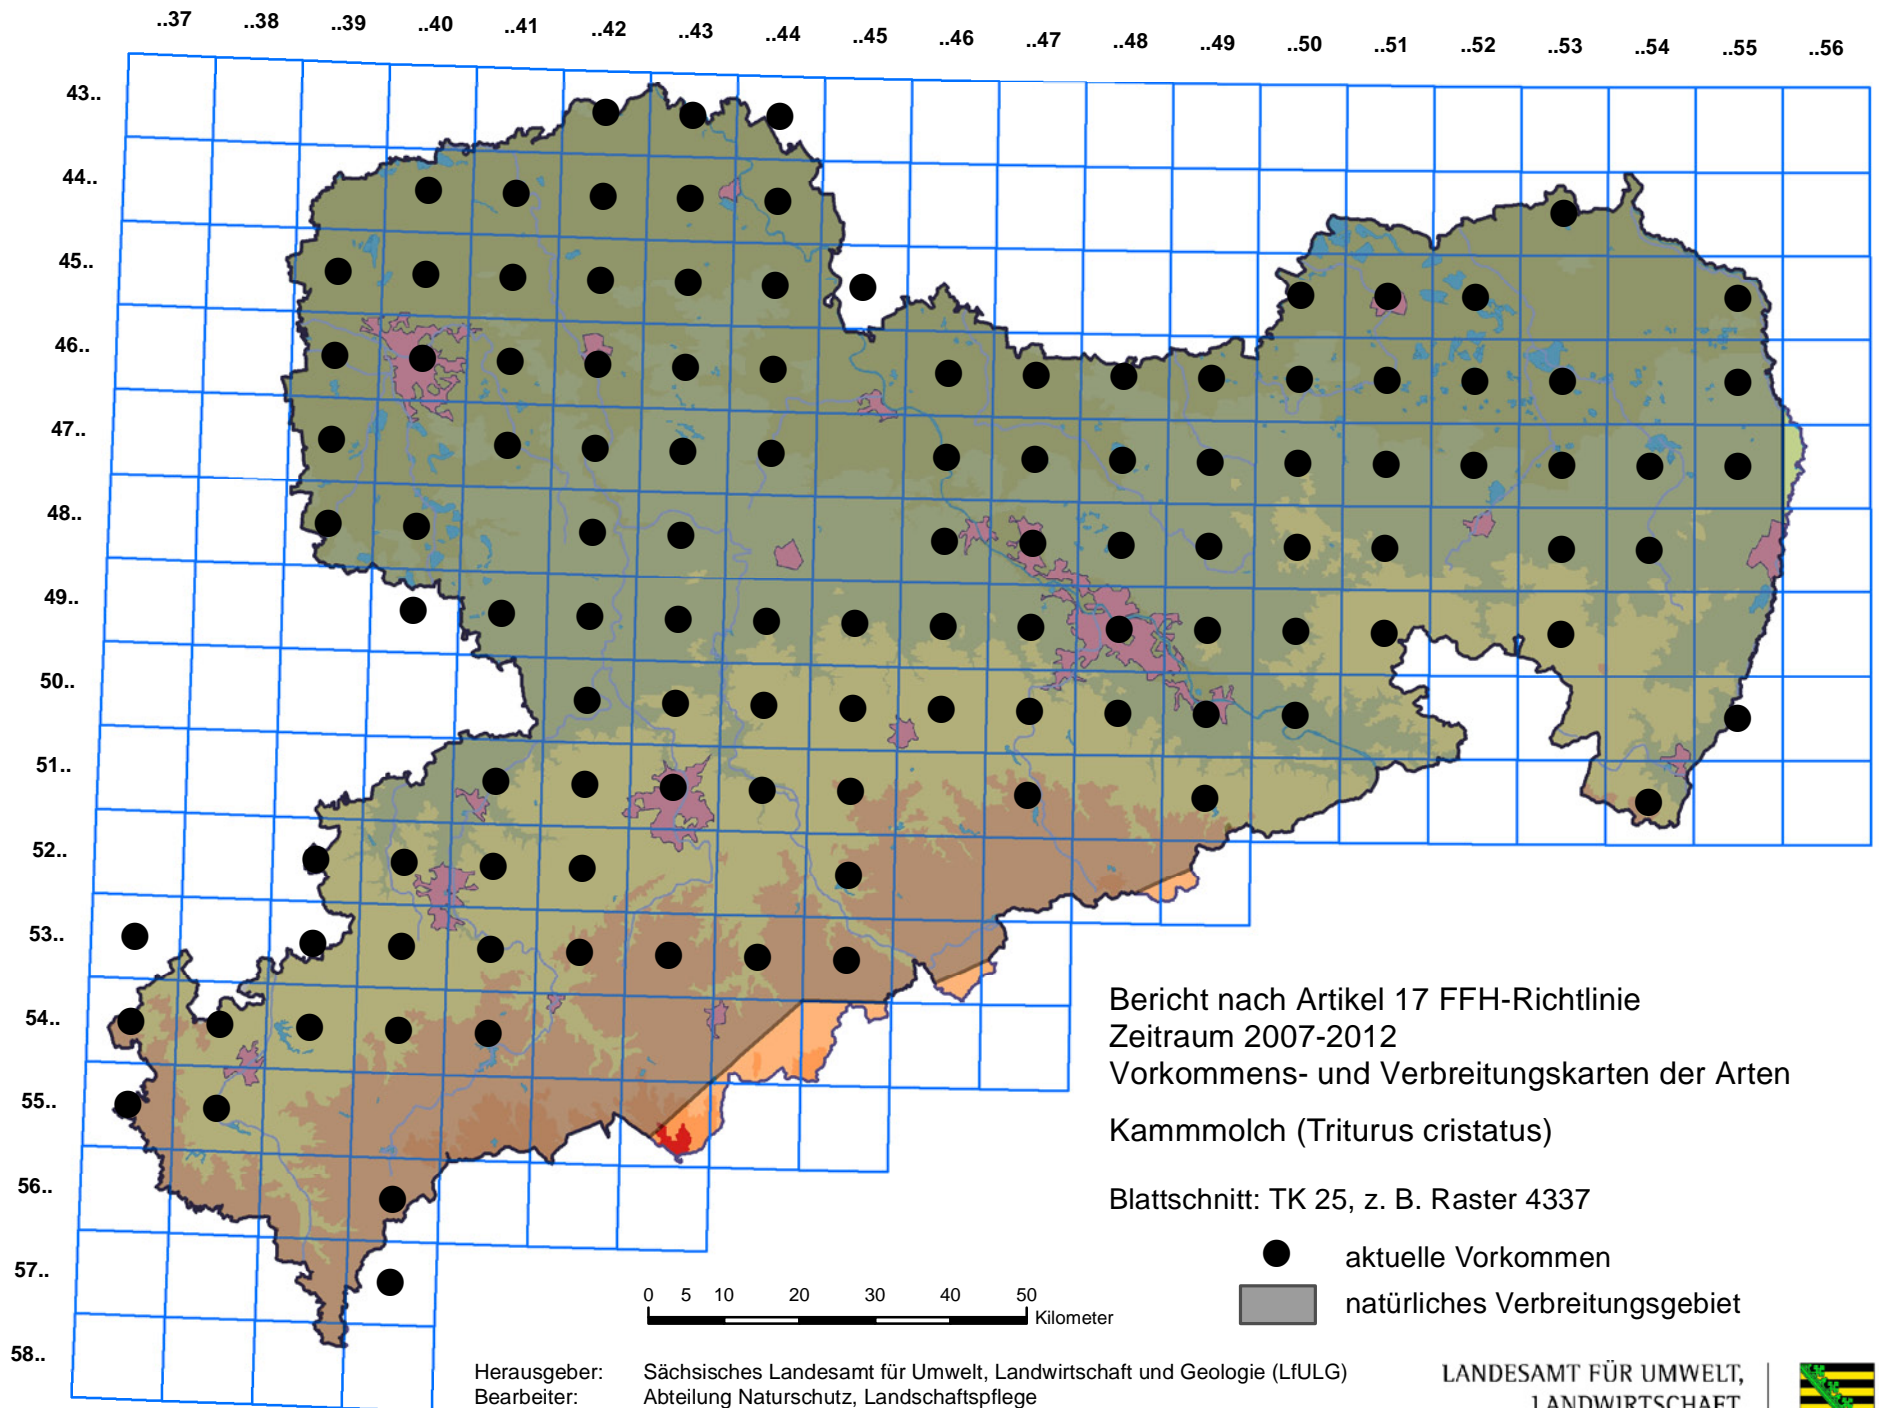 ..37 ..38 ..39 ..40 ..41 ..42 ..43 ..44 ..45 ..46 ..47 ..48 ..49 ..50 ..51 ..52 ..53 ..54 ..55 ..56
43..
44..
45..
46..
47..
48..
49..
50..
51..
52..
53..
54..
55..
56..
57..
58..
Bericht nach Artikel 17 FFH-Richtlinie
Zeitraum 2007-2012
Vorkommens- und Verbreitungskarten der Arten
Kammmolch (Triturus cristatus)
Blattschnitt: TK 25, z. B. Raster 4337
aktuelle Vorkommen
natürliches Verbreitungsgebiet
0 5 10 20 30 40 50
Kilometer
Herausgeber: Sächsisches Landesamt für Umwelt, Landwirtschaft und Geologie (LfULG)
Bearbeiter: Abteilung Naturschutz, Landschaftspflege
LANDESAMT FÜR UMWELT,
LANDWIRTSCHAFT